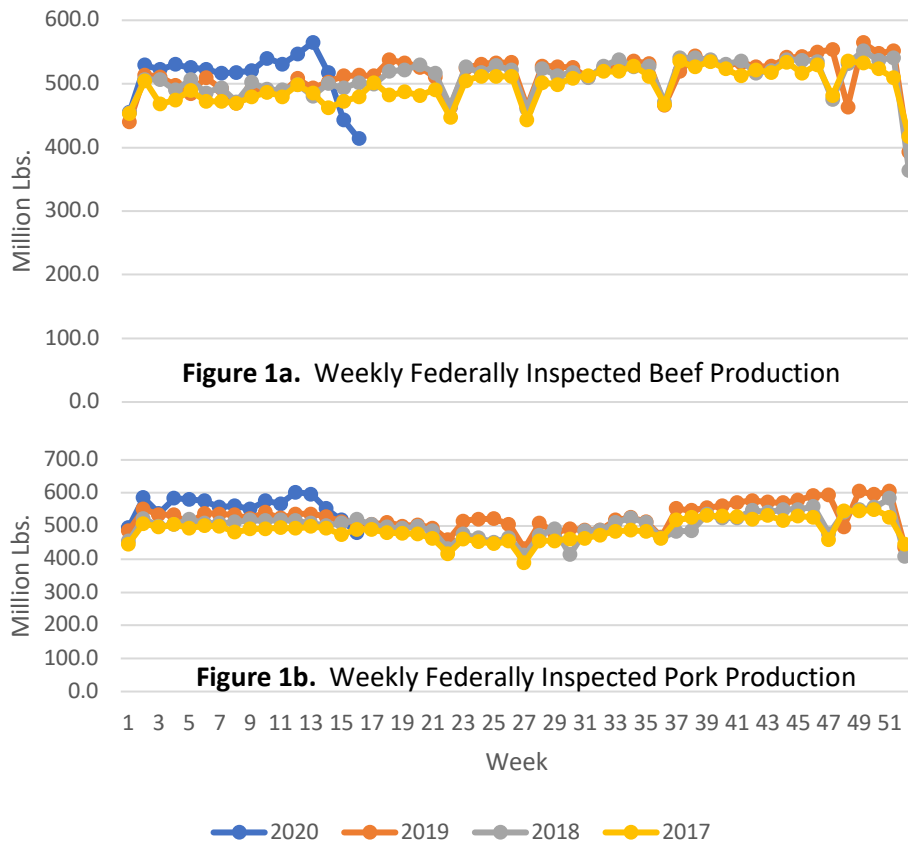 600.0
500.0
400.0
300.0
200.0
100.0
0.0
Million Lbs.
Figure 1a. Weekly Federally Inspected Beef Production
700.0
600.0
500.0
400.0
300.0
200.0
100.0
0.0
Million Lbs.
Figure 1b. Weekly Federally Inspected Pork Production
1 3 5 7 9 11 13 15 17 19 21 23 25 27 29 31 33 35 37 39 41 43 45 47 49 51
Week
2020 2019 2018 2017